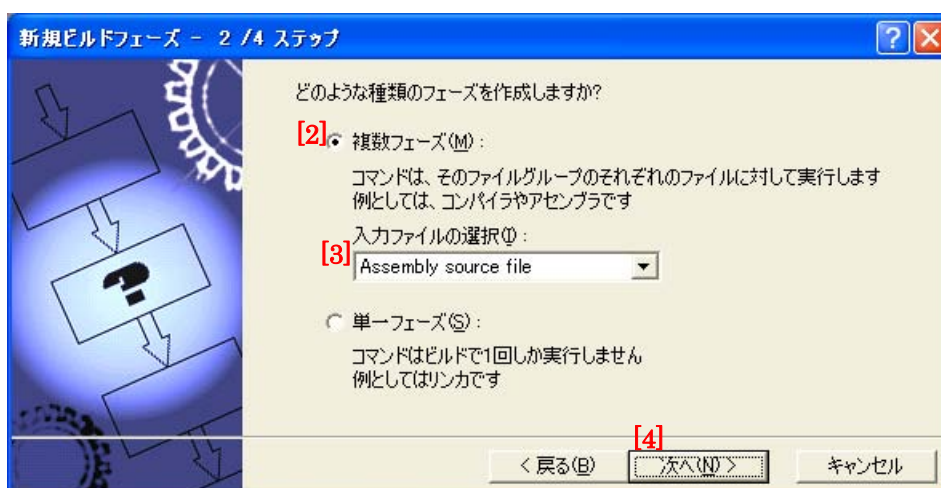 新規ビルドフェーズ - 2 /4 ステップ
どのような種類のフェーズを作成しますか?
[2] 複数フェーズ(M) :
コマンドは、そのファイルグループのそれぞれのファイルに対して実行します
例としては、コンパイラやアセンブラです
入力ファイルの選択(I) :
[3] Assembly source file
単一フェーズ(S) :
コマンドはビルドで1回しか実行しません
例としてはリンカです
[4]
< 戻る(B) 次へ(N) > キャンセル